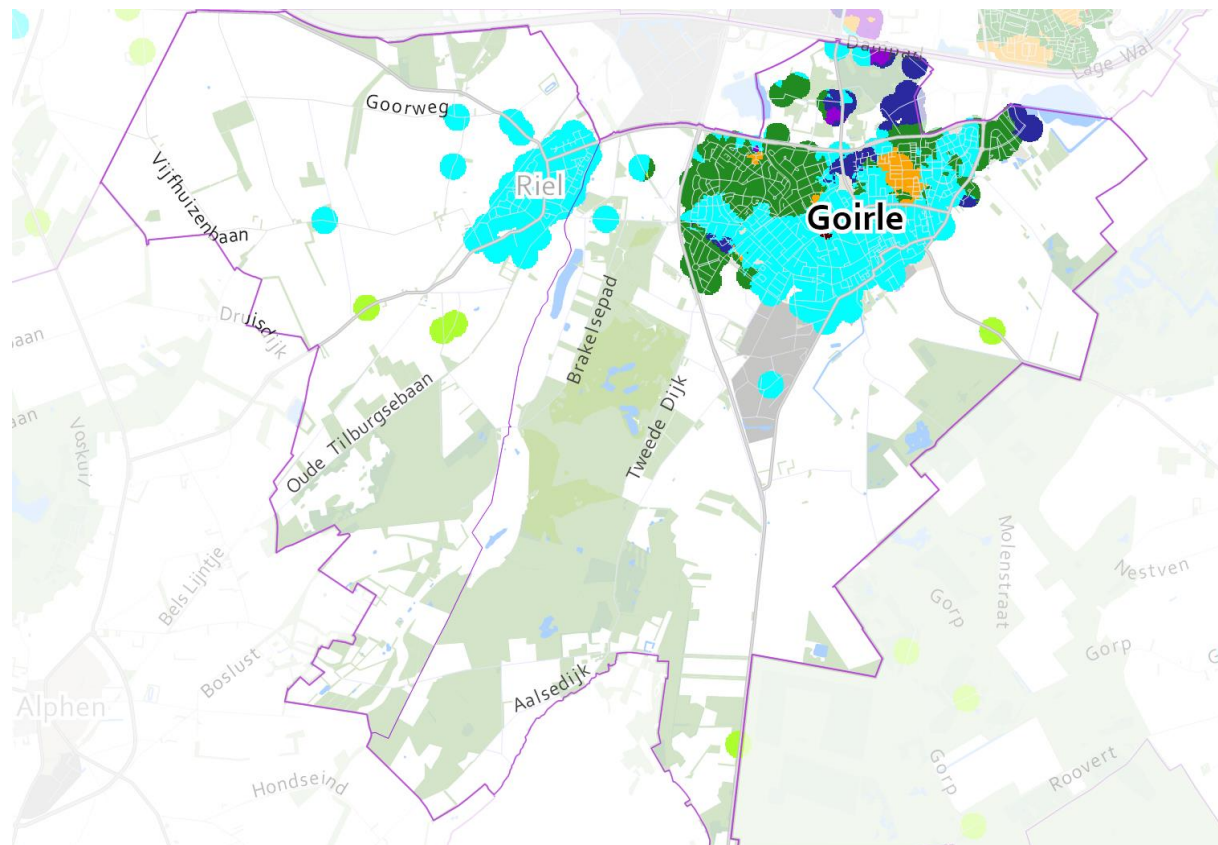 Lage Wal
Goorweg
Riel
Vijfhuizenbaan
Goirle
Druisdijk
Brakelsepad
Tweede Dijk
Oude Tilburgsebaan
Voskuil
Molenstraat
Nestven
Bels Lijntje
Gorp
Gorp
Boslust
Aalsedijk
Alphen
Gorp
Roovert
Hondseind